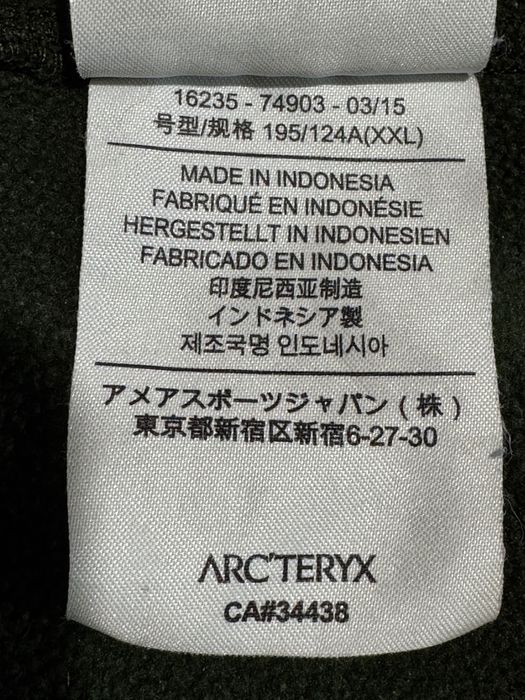 16235 - 74903 - 03/15
号型/规格 195/124A(XXL)
MADE IN INDONESIA
FABRIQUÉ EN INDONÉSIE
HERGESTELLT IN INDONESIEN
FABRICADO EN INDONESIA
印度尼西亚制造
インドネシア製
제조국명 인도네시아
アメアスポーツジャパン(株)
東京都新宿区新宿6-27-30
ARC'TERYX
CA#34438